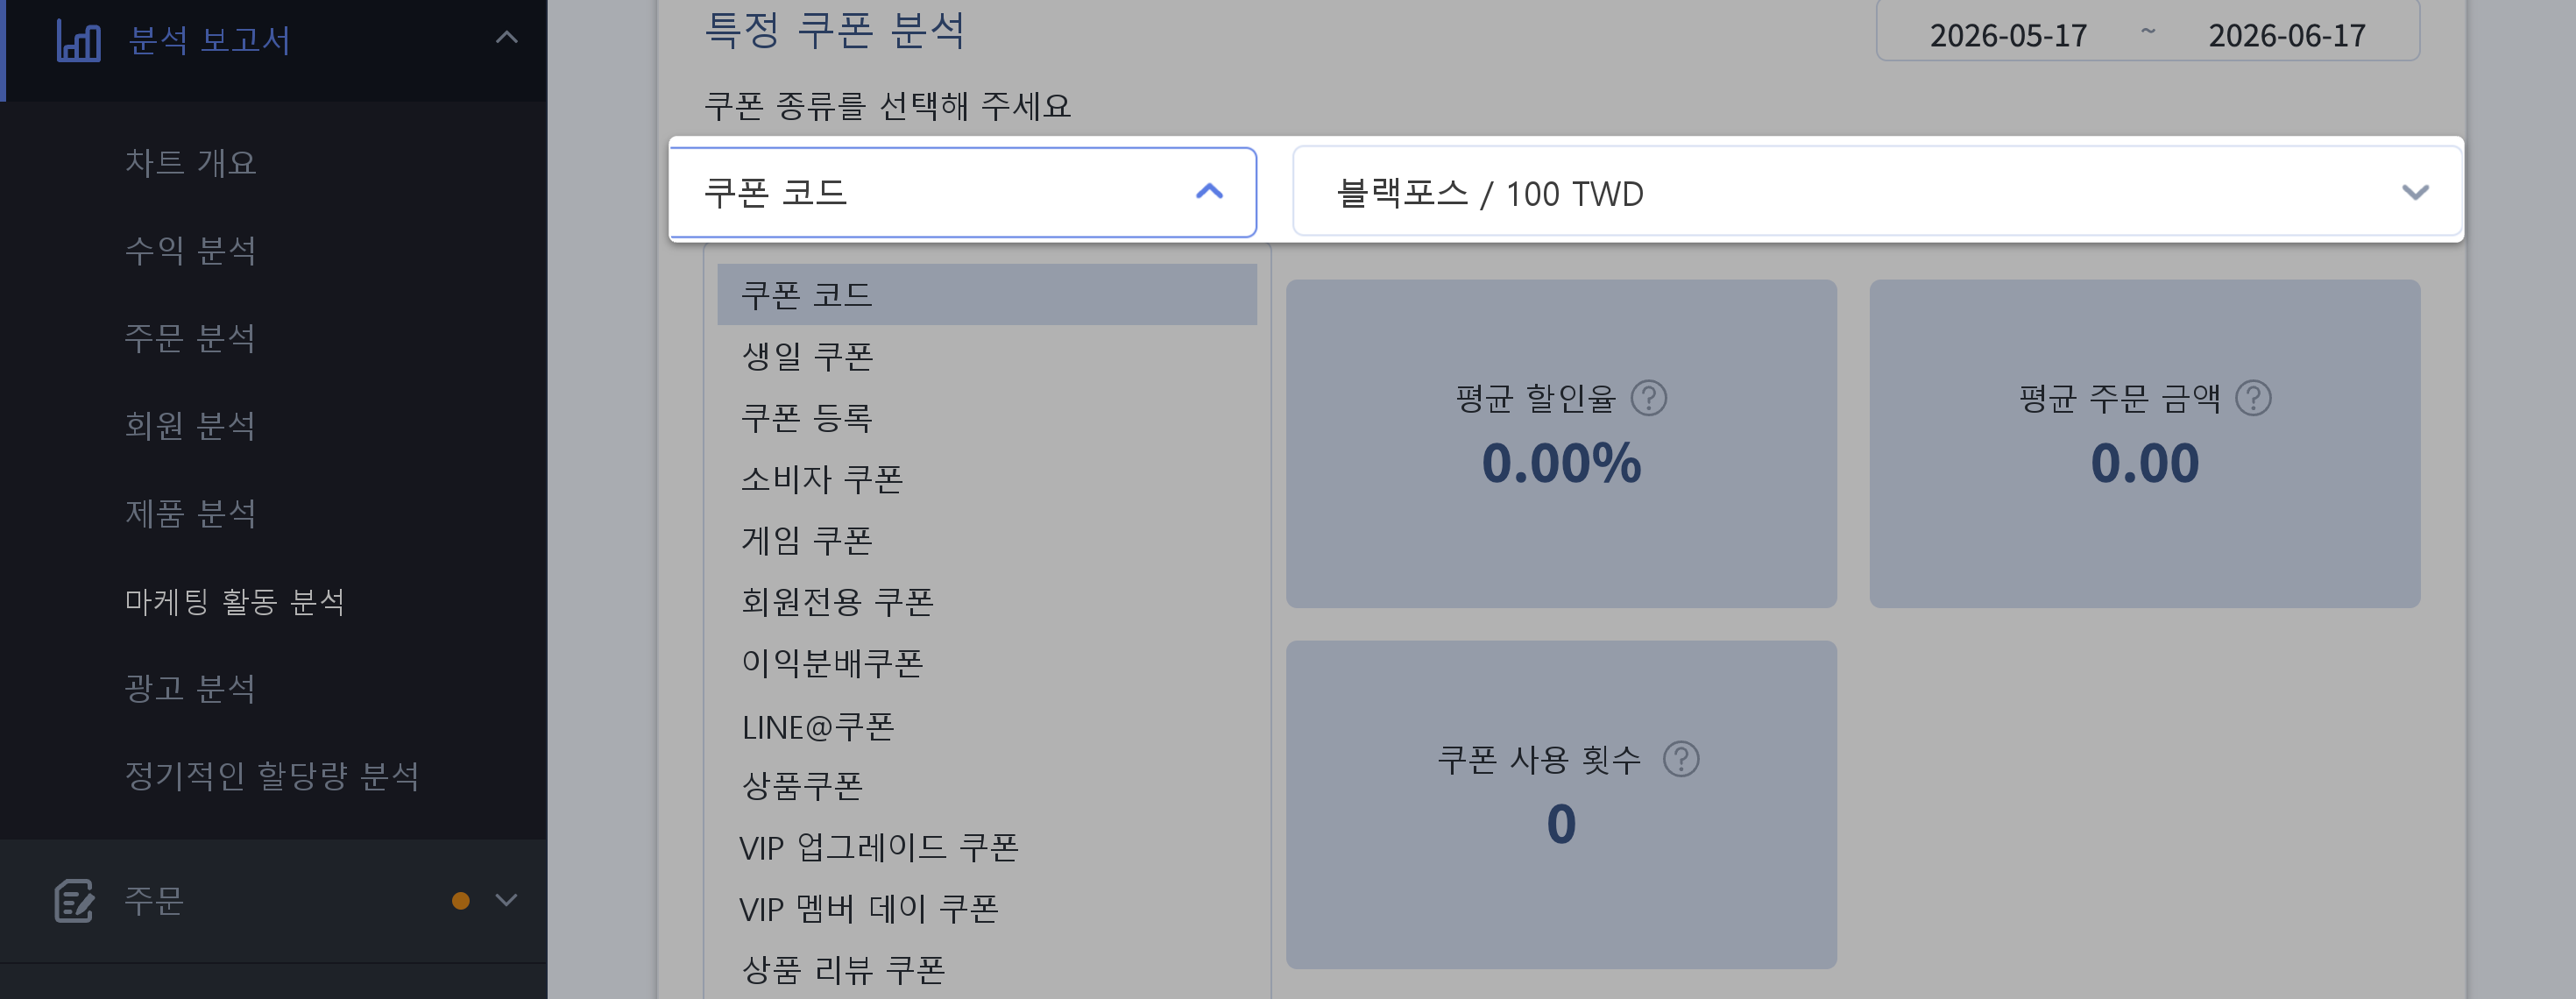 분석 보고서
차트 개요
수익 분석
주문 분석
회원 분석
제품 분석
마케팅 활동 분석
광고 분석
정기적인 할당량 분석
주문
특정 쿠폰 분석
2026-05-17 ~ 2026-06-17
쿠폰 종류를 선택해 주세요
쿠폰 코드
블랙포스 / 100 TWD
쿠폰 코드
생일 쿠폰
쿠폰 등록
소비자 쿠폰
게임 쿠폰
회원전용 쿠폰
이익분배쿠폰
LINE@쿠폰
상품쿠폰
VIP 업그레이드 쿠폰
VIP 멤버 데이 쿠폰
상품 리뷰 쿠폰
평균 할인율 ?
0.00%
평균 주문 금액 ?
0.00
쿠폰 사용 횟수 ?
0